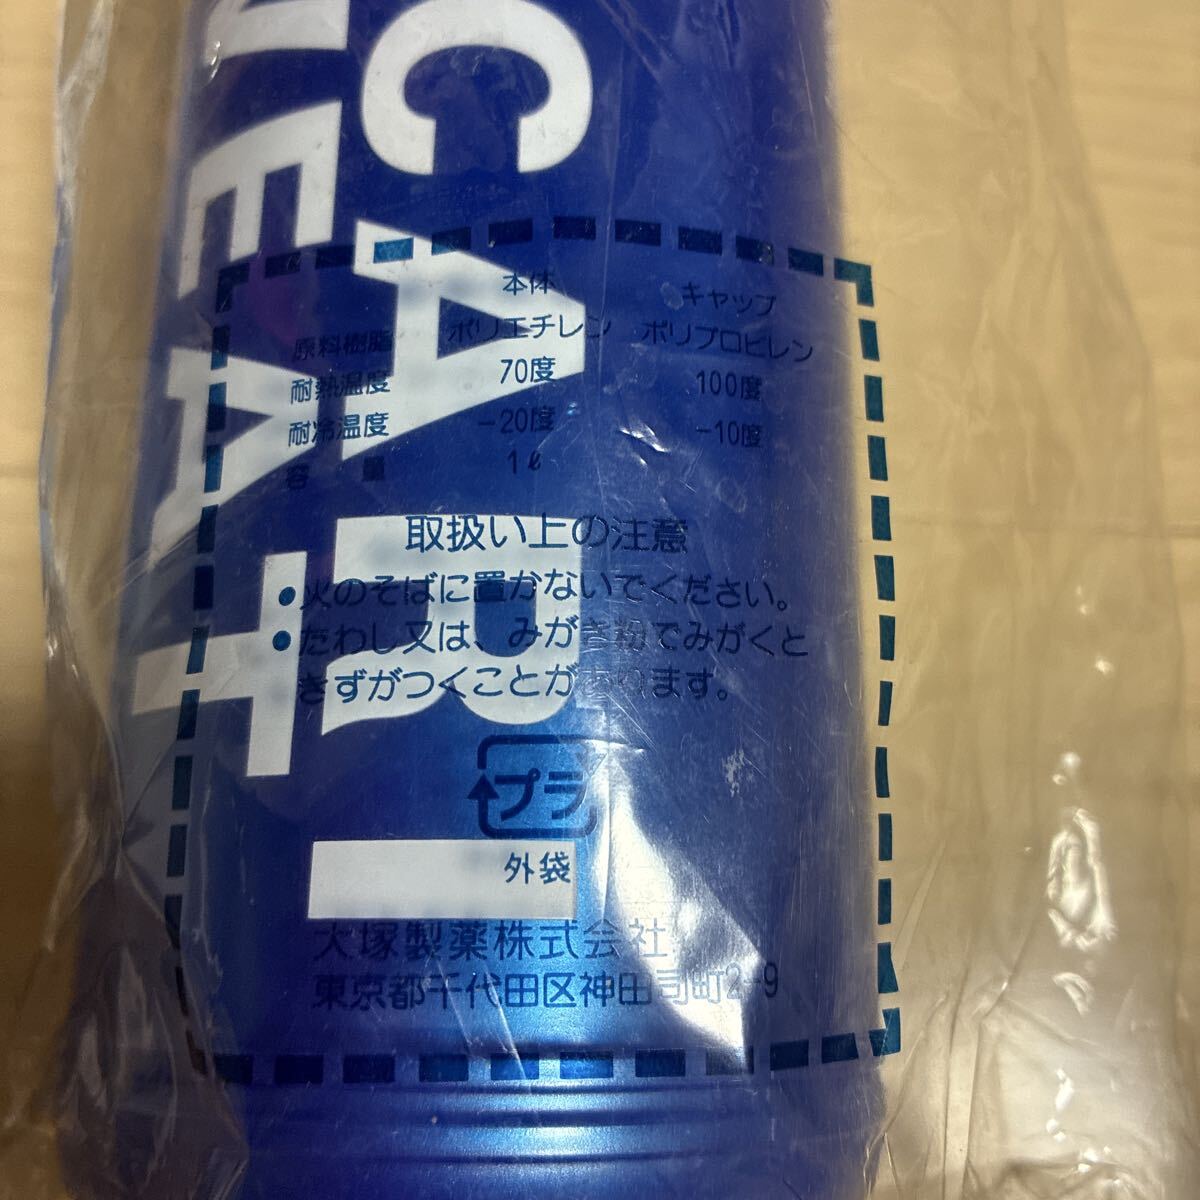 本体 キャップ
原料樹脂 ポリエチレン ポリプロピレン
耐熱温度 70度 100度
耐冷温度 -20度 -10度
容量 1ℓ
取扱い上の注意
•火のそばに置かないでください。
•たわし又は、みがき粉でみがくと
きずがつくことがあります。
プラ
外袋
大塚製薬株式会社
東京都千代田区神田司町2-9
CARI
NEAT